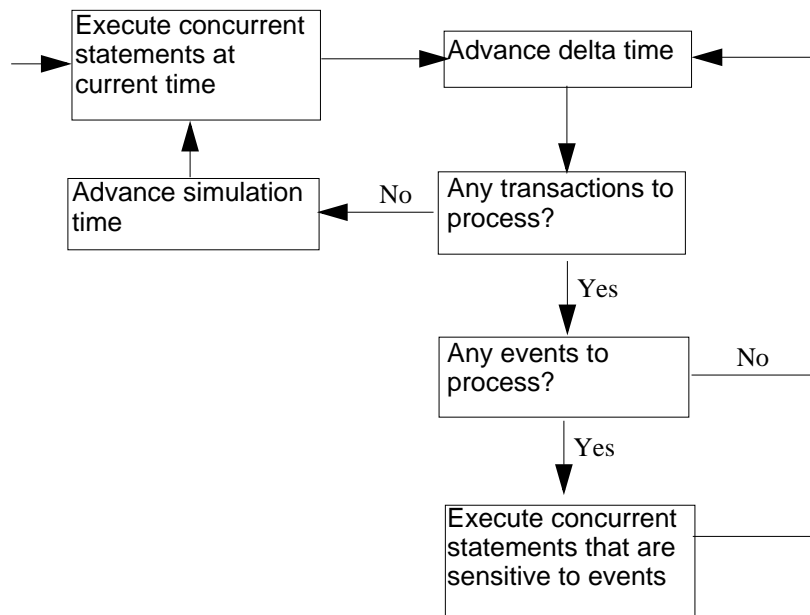 Execute concurrent
statements at
current time
Advance delta time
Advance simulation
time
No
Any transactions to
process?
Yes
Any events to
process?
No
Yes
Execute concurrent
statements that are
sensitive to events